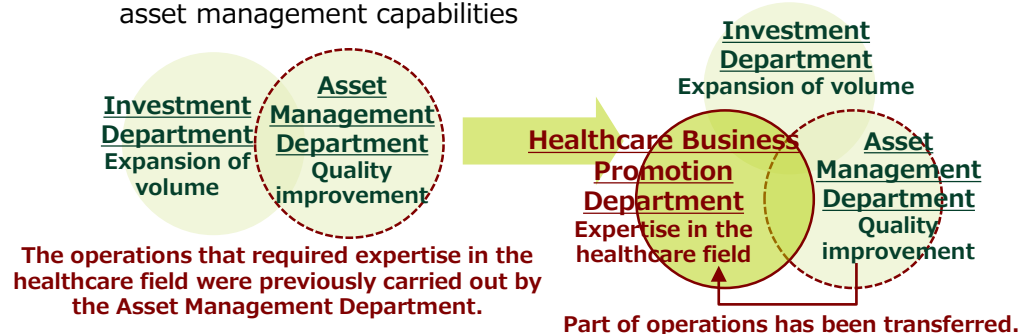 asset management capabilities
Investment
Department
Expansion of
volume
Asset
Management
Department
Quality
improvement
The operations that required expertise in the
healthcare field were previously carried out by
the Asset Management Department.
Investment
Department
Expansion of volume
Healthcare Business
Promotion
Department
Expertise in the
healthcare field
Asset
Management
Department
Quality
improvement
Part of operations has been transferred.